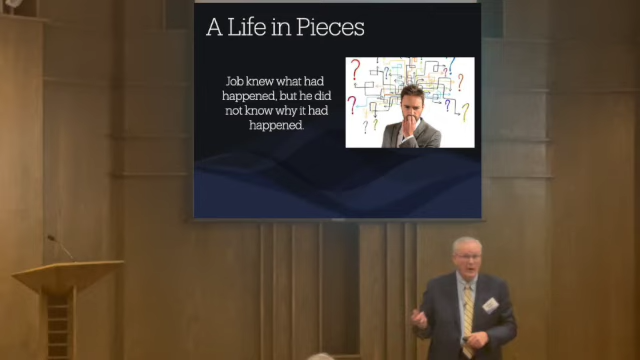 A Life in Pieces
Job knew what had
happened, but he did
not know why it had
happened.